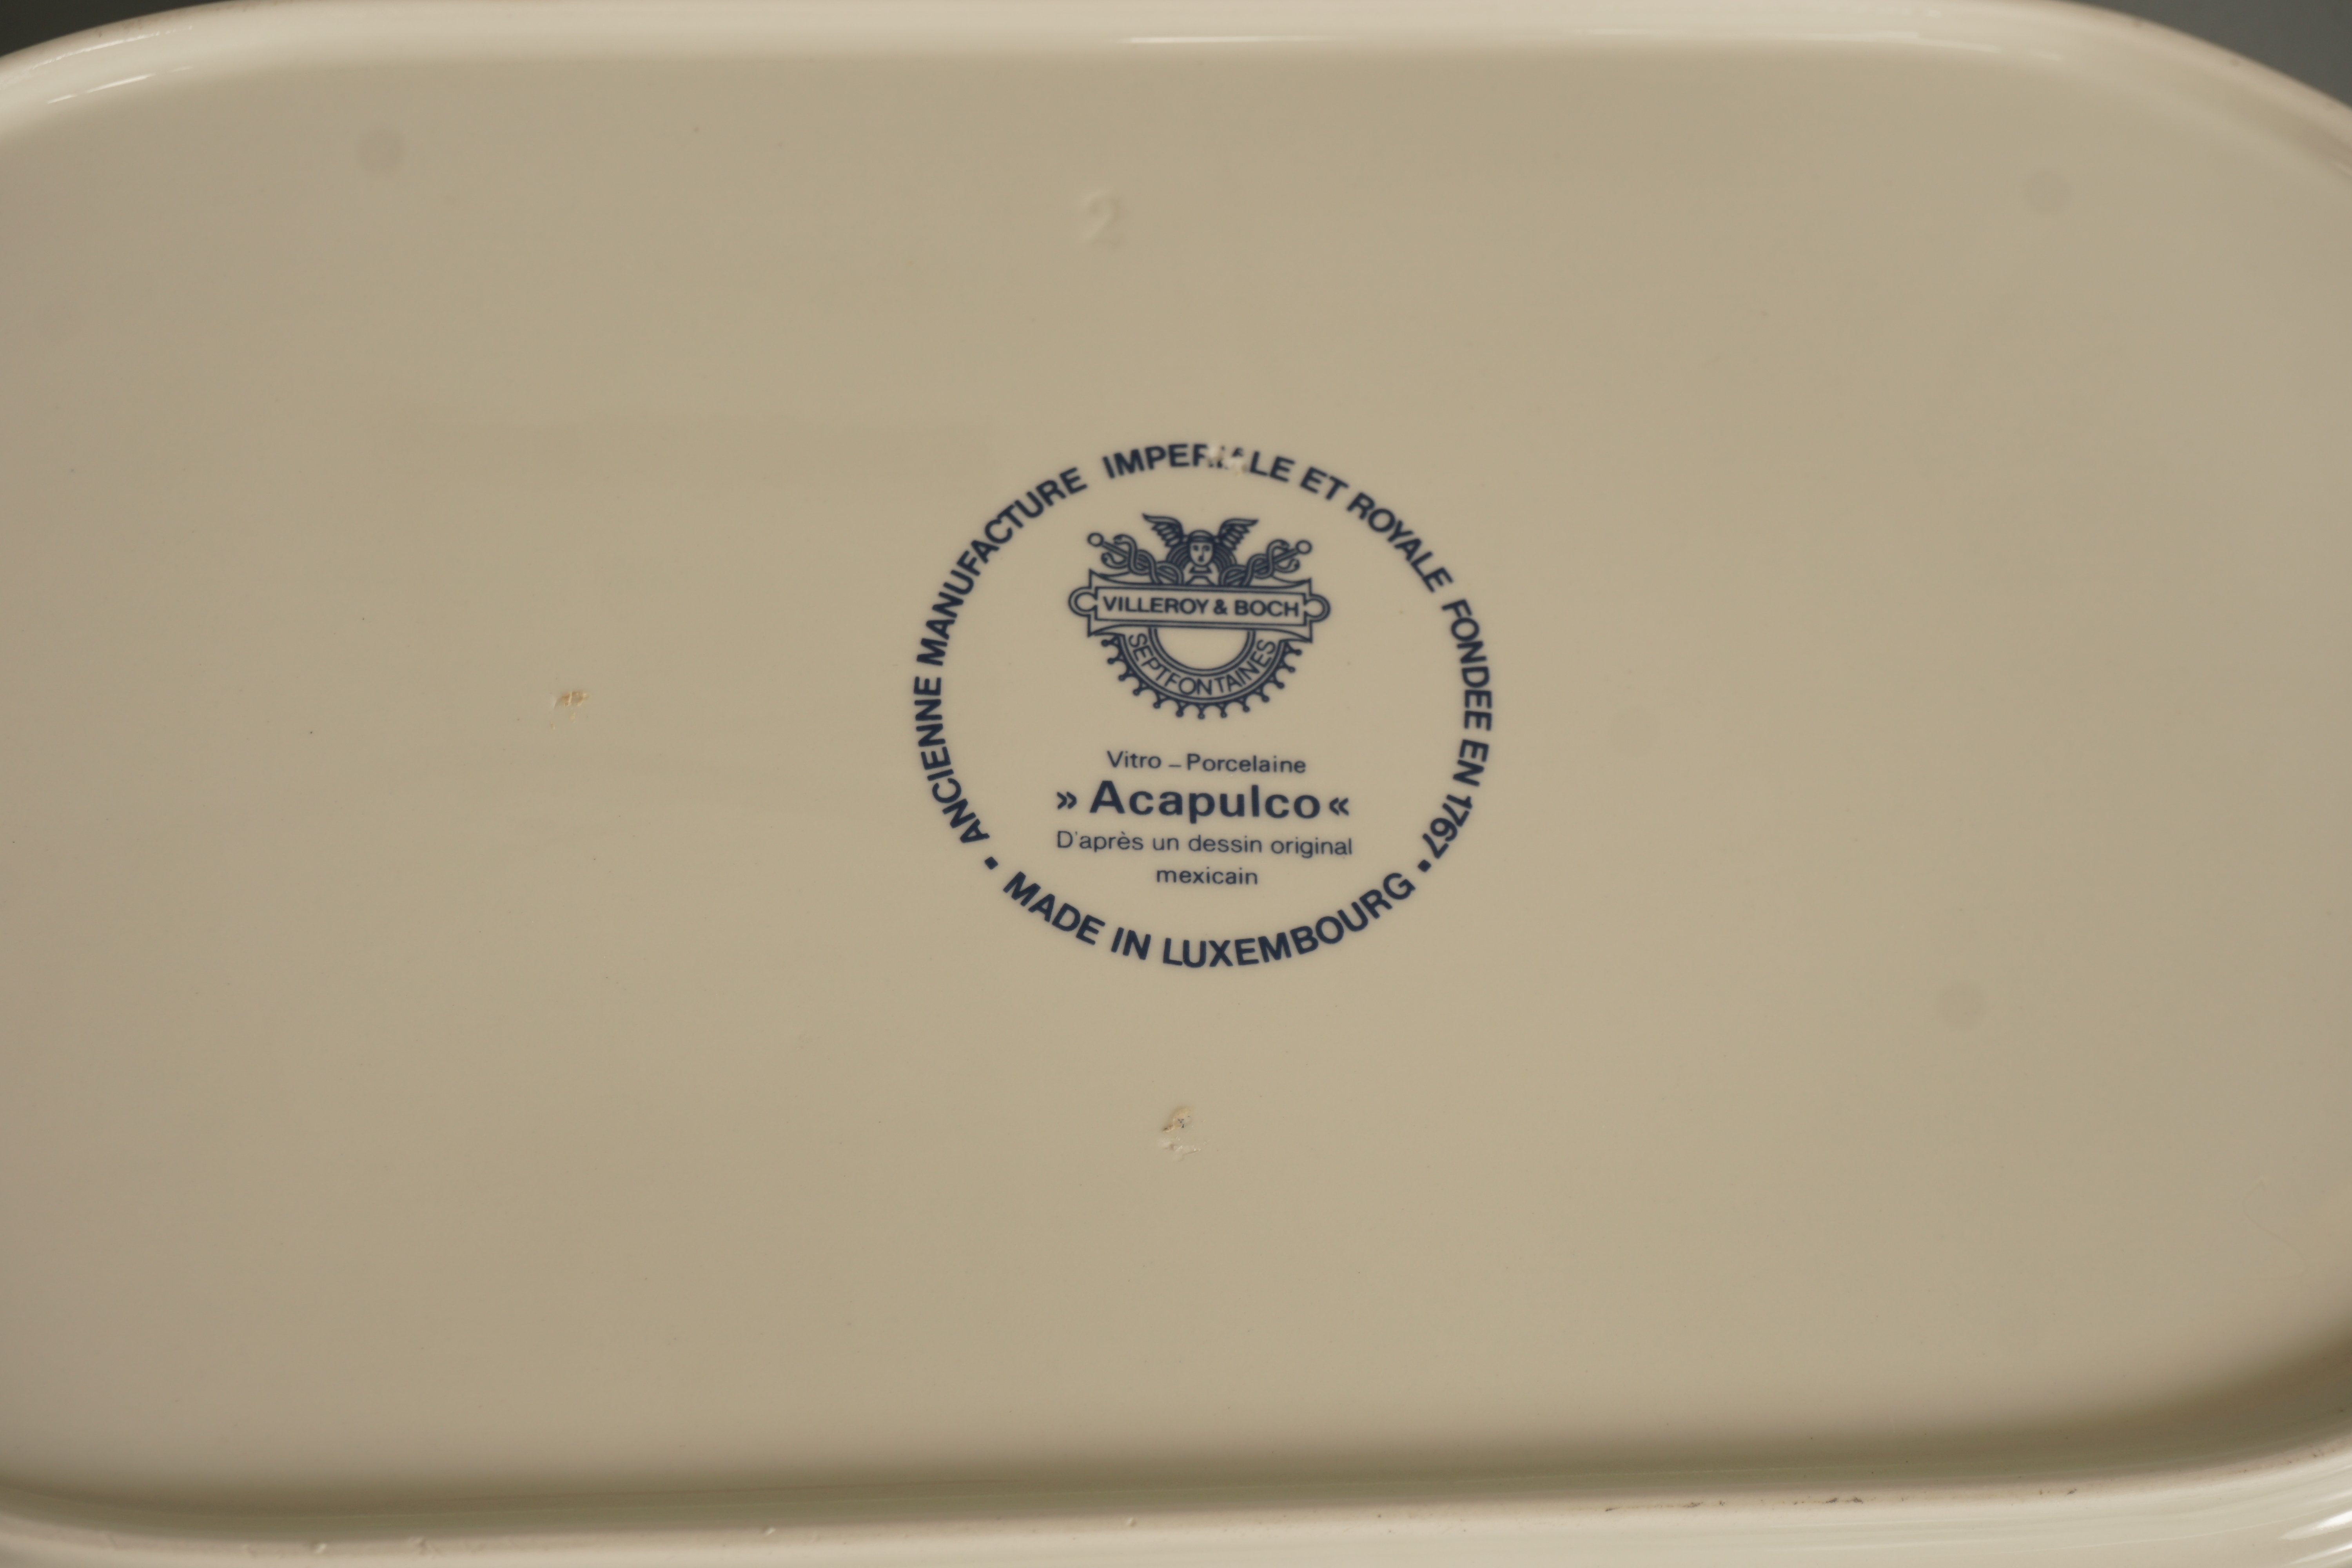 2
ANCIENNE MANUFACTURE IMPERIALE ET ROYALE FONDEE EN 1767 • MADE IN LUXEMBOURG •
VILLEROY & BOCH
SEPTFONTAINES
Vitro – Porcelaine
» Acapulco «
D'après un dessin original
mexicain